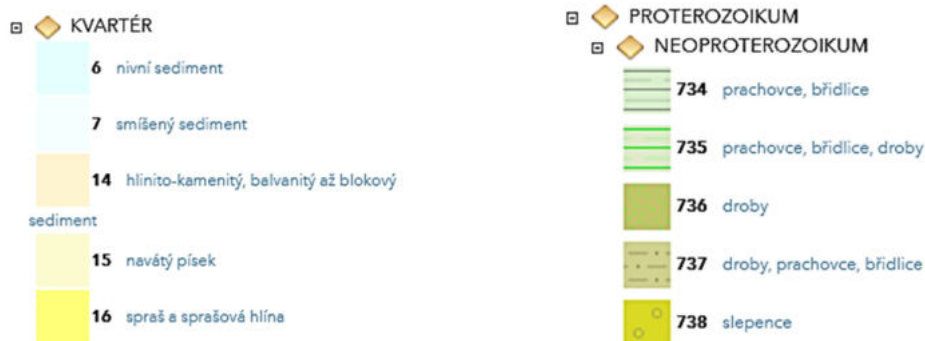 KVARTÉR
6 nivní sediment
7 smíšený sediment
14 hlinito-kamenitý, balvanitý až blokový
sediment
15 navátý písek
16 spraš a sprašová hlína
PROTEROZOIKUM
NEOPROTEROZOIKUM
734 prachovce, břidlice
735 prachovce, břidlice, droby
736 droby
737 droby, prachovce, břidlice
738 slepence